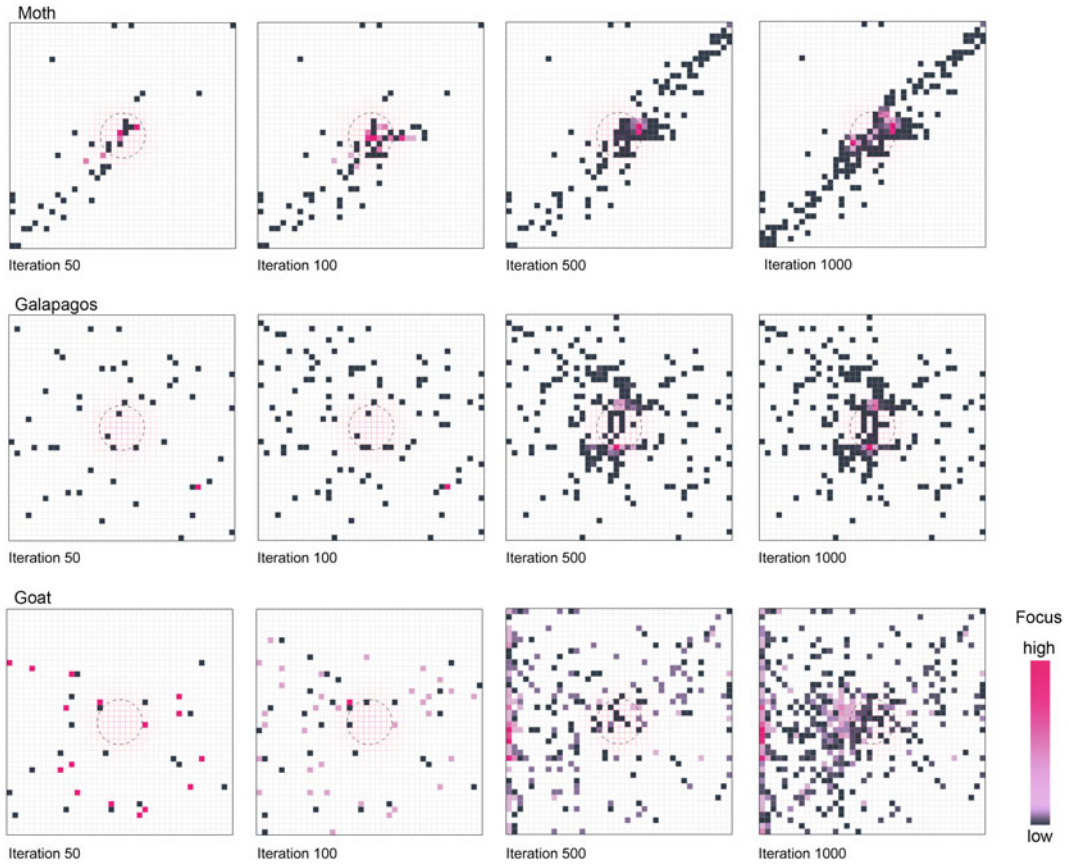 Moth
Iteration 50
Iteration 100
Iteration 500
Iteration 1000
Galapagos
Iteration 50
Iteration 100
Iteration 500
Iteration 1000
Goat
Focus
high
low
Iteration 50
Iteration 100
Iteration 500
Iteration 1000